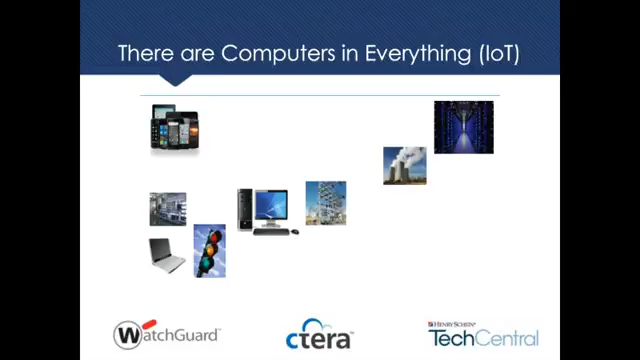 There are Computers in Everything (IoT)
WatchGuard
ctera
HENRY SCHEIN
TechCentral